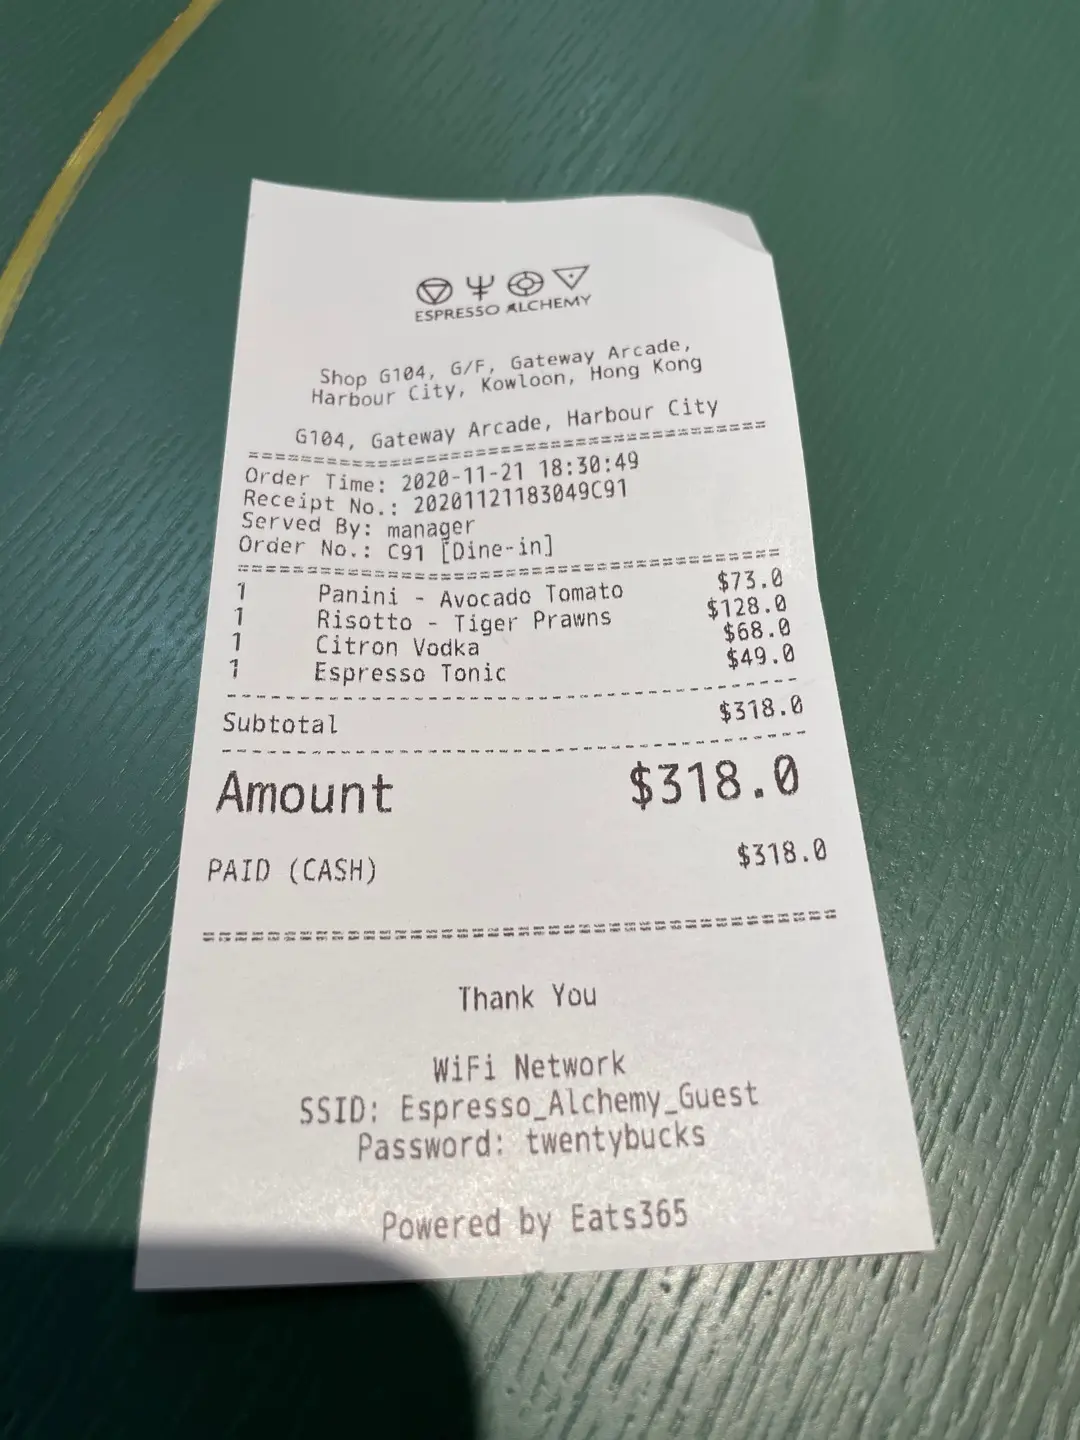 ESPRESSO ALCHEMY
Shop G104, G/F, Gateway Arcade,
Harbour City, Kowloon, Hong Kong
G104, Gateway Arcade, Harbour City
Order Time: 2020-11-21 18:30:49
Receipt No.: 20201121183049C91
Served By: manager
Order No.: C91 [Dine-in]
1 Panini - Avocado Tomato $73.0
1 Risotto - Tiger Prawns $128.0
1 Citron Vodka $68.0
1 Espresso Tonic $49.0
Subtotal $318.0
Amount $318.0
PAID (CASH) $318.0
Thank You
WiFi Network
SSID: Espresso_Alchemy_Guest
Password: twentybucks
Powered by Eats365